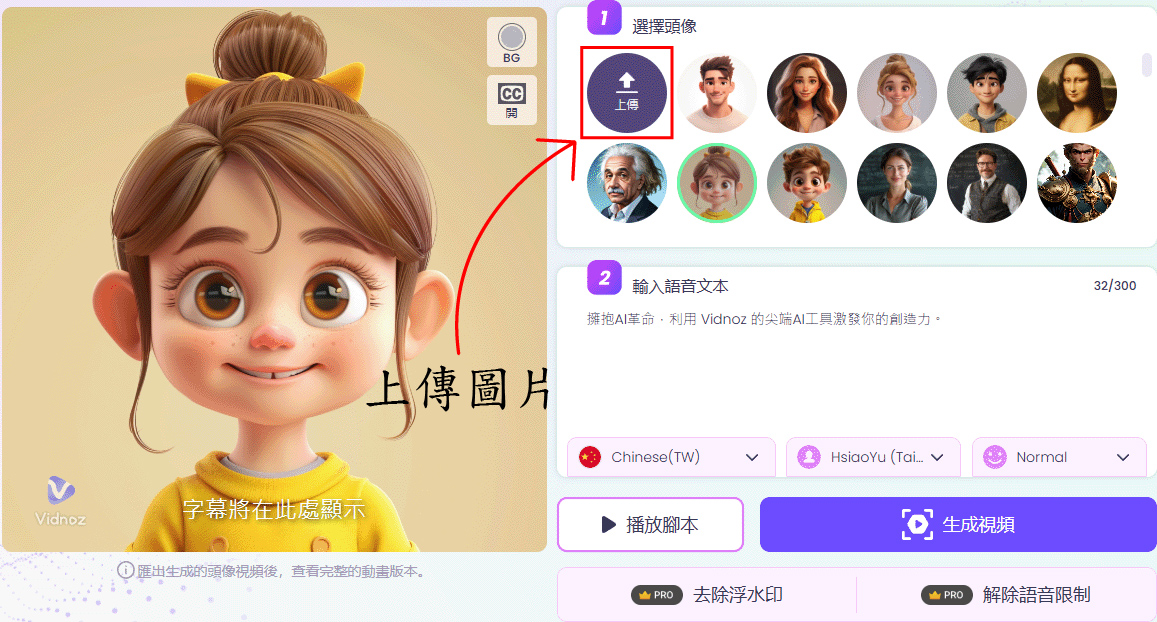 BG
CC
開
上傳圖片
Vidnoz
字幕將在此處顯示
匯出生成的頭像視頻後，查看完整的動畫版本。
1 選擇頭像
上傳
2 輸入語音文本
32/300
擁抱AI革命，利用 Vidnoz 的尖端AI工具激發你的創造力。
Chinese(TW)
HsiaoYu (Tai...
Normal
播放腳本
生成視頻
PRO 去除浮水印
PRO 解除語音限制